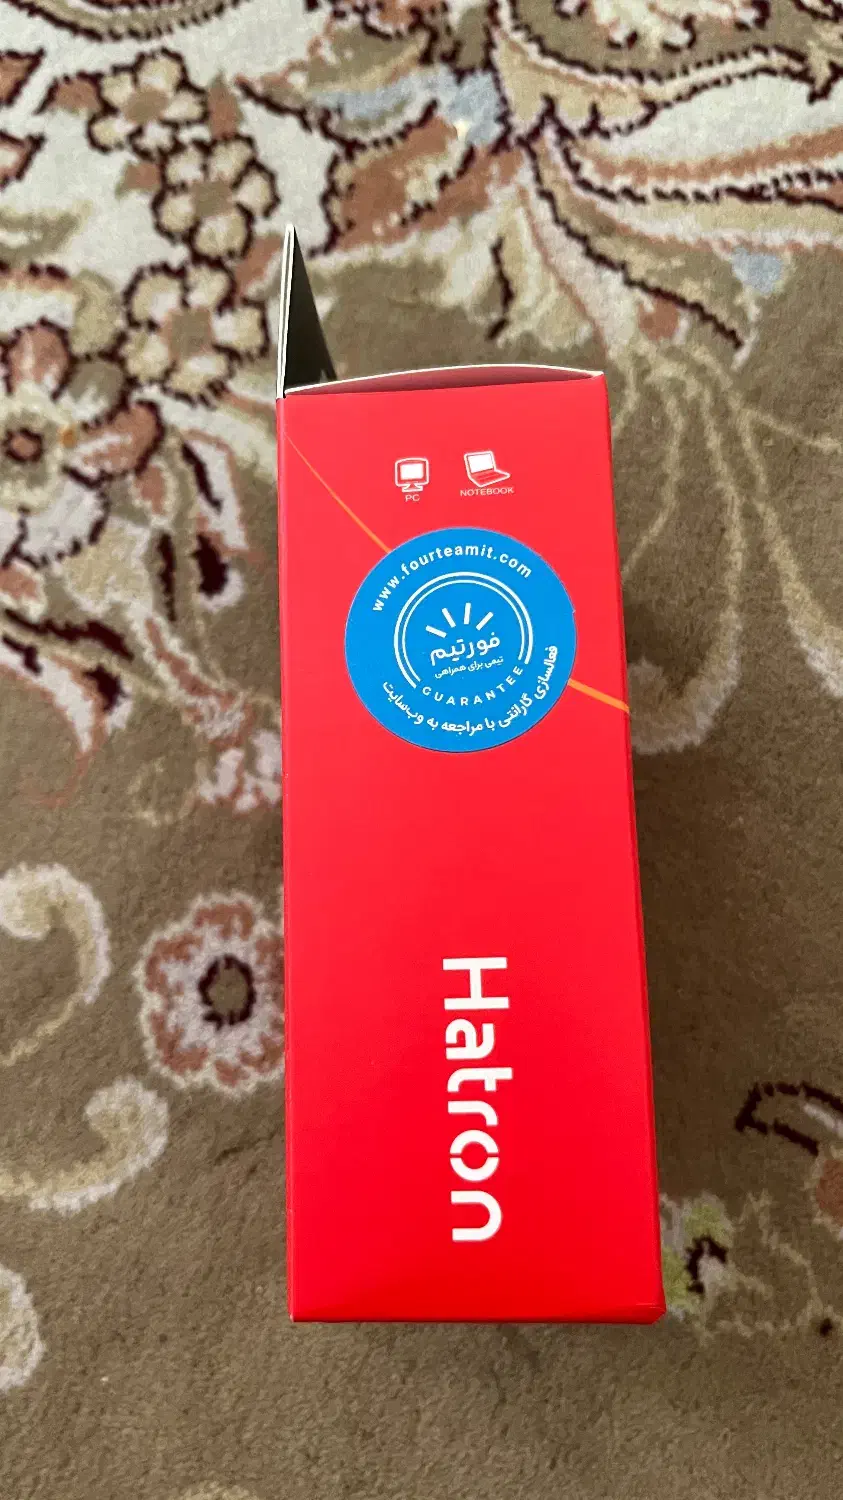 PC
NOTEBOOK
www.fourteamit.com
فورتیم
تیمی برای همراهی
GUARANTEE
فعالسازی گارانتی با مراجعه به وب‌سایت
Hatron